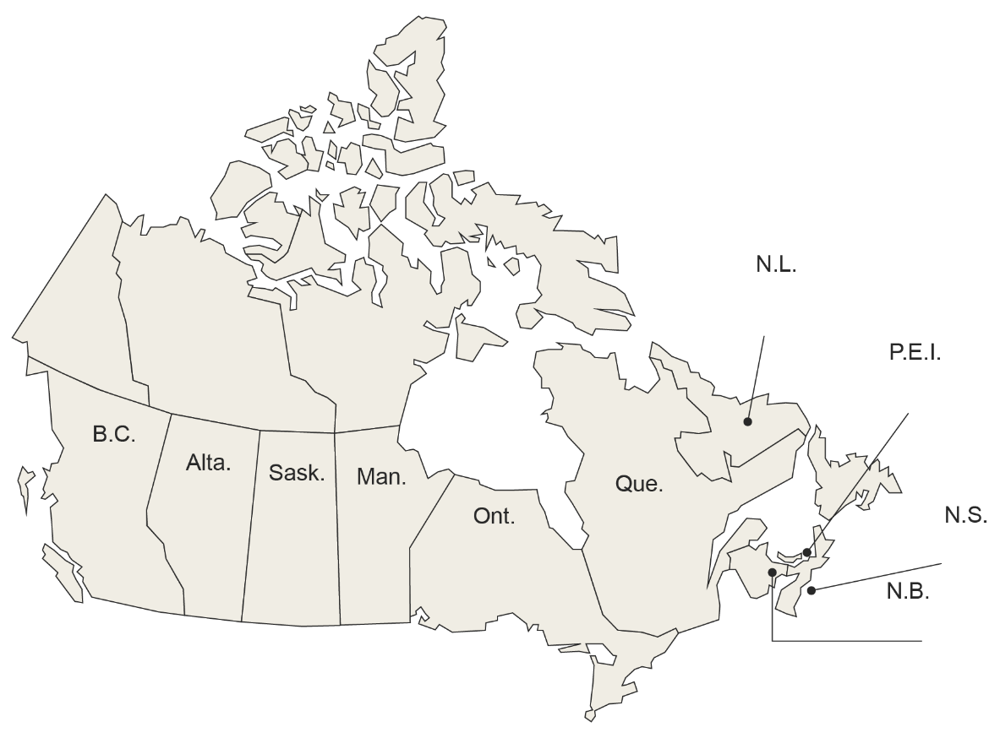 N.L.
P.E.I.
B.C.
Alta.
Sask.
Man.
Que.
Ont.
N.S.
N.B.